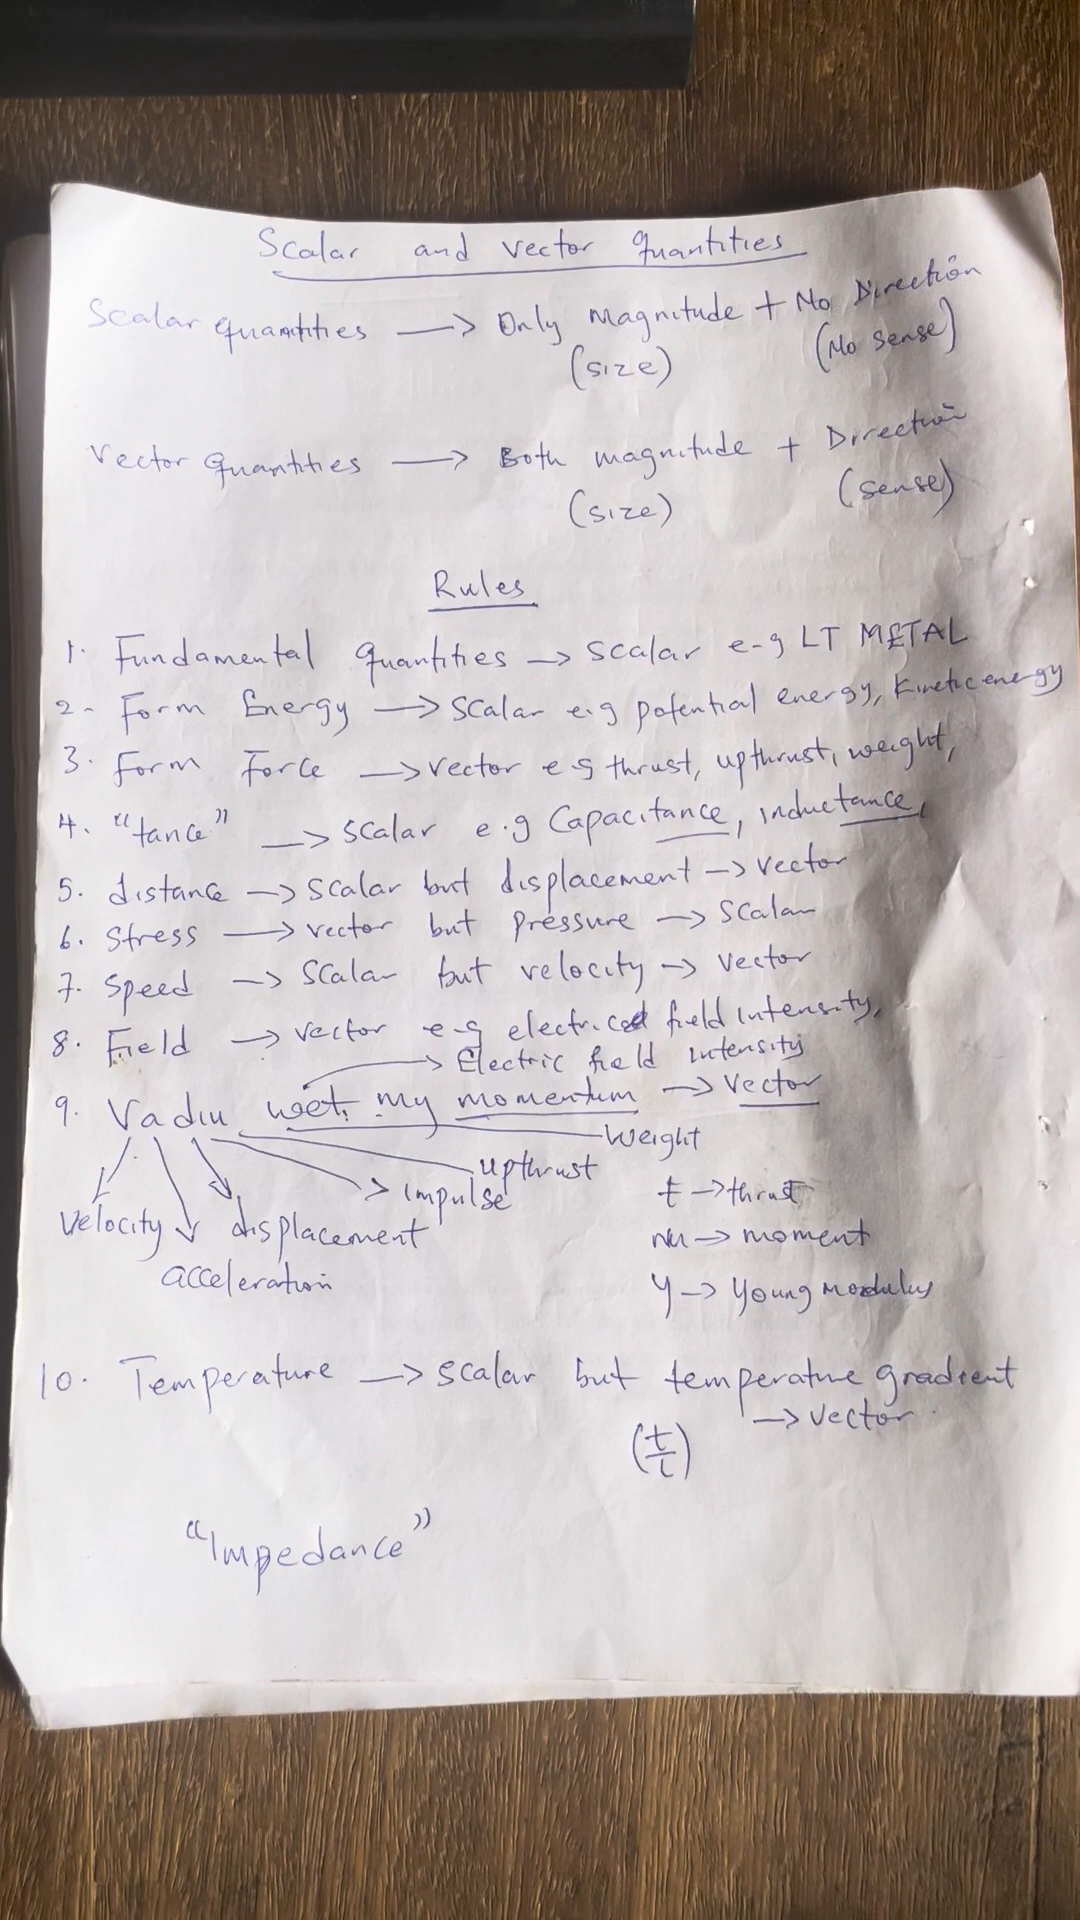 Scalar and vector quantities
Scalar quantities → Only magnitude + No Direction
(size) (No sense)
Vector quantities → Both magnitude + Direction
(size) (sense)
Rules
1. Fundamental quantities → scalar e-g LT METAL
2- Form Energy → scalar e.g potential energy, Kinetic energy
3. Form Force → vector e g thrust, upthrust, weight,
4. "tance" → scalar e.g Capacitance, inductance,
5. distance → scalar but displacement → vector
6. stress → vector but pressure → scalar
7. speed → scalar but velocity → vector
8. Field → vector e-g electrical field intensity,
→ Electric field intensity
9. Vadiu wet. my momentum → vector
weight
upthrust
impulse t → thrust
velocity displacement mu → moment
acceleration y → young modulus
10. Temperature → scalar but temperature gradient
→ vector
(t/l)
"Impedance"